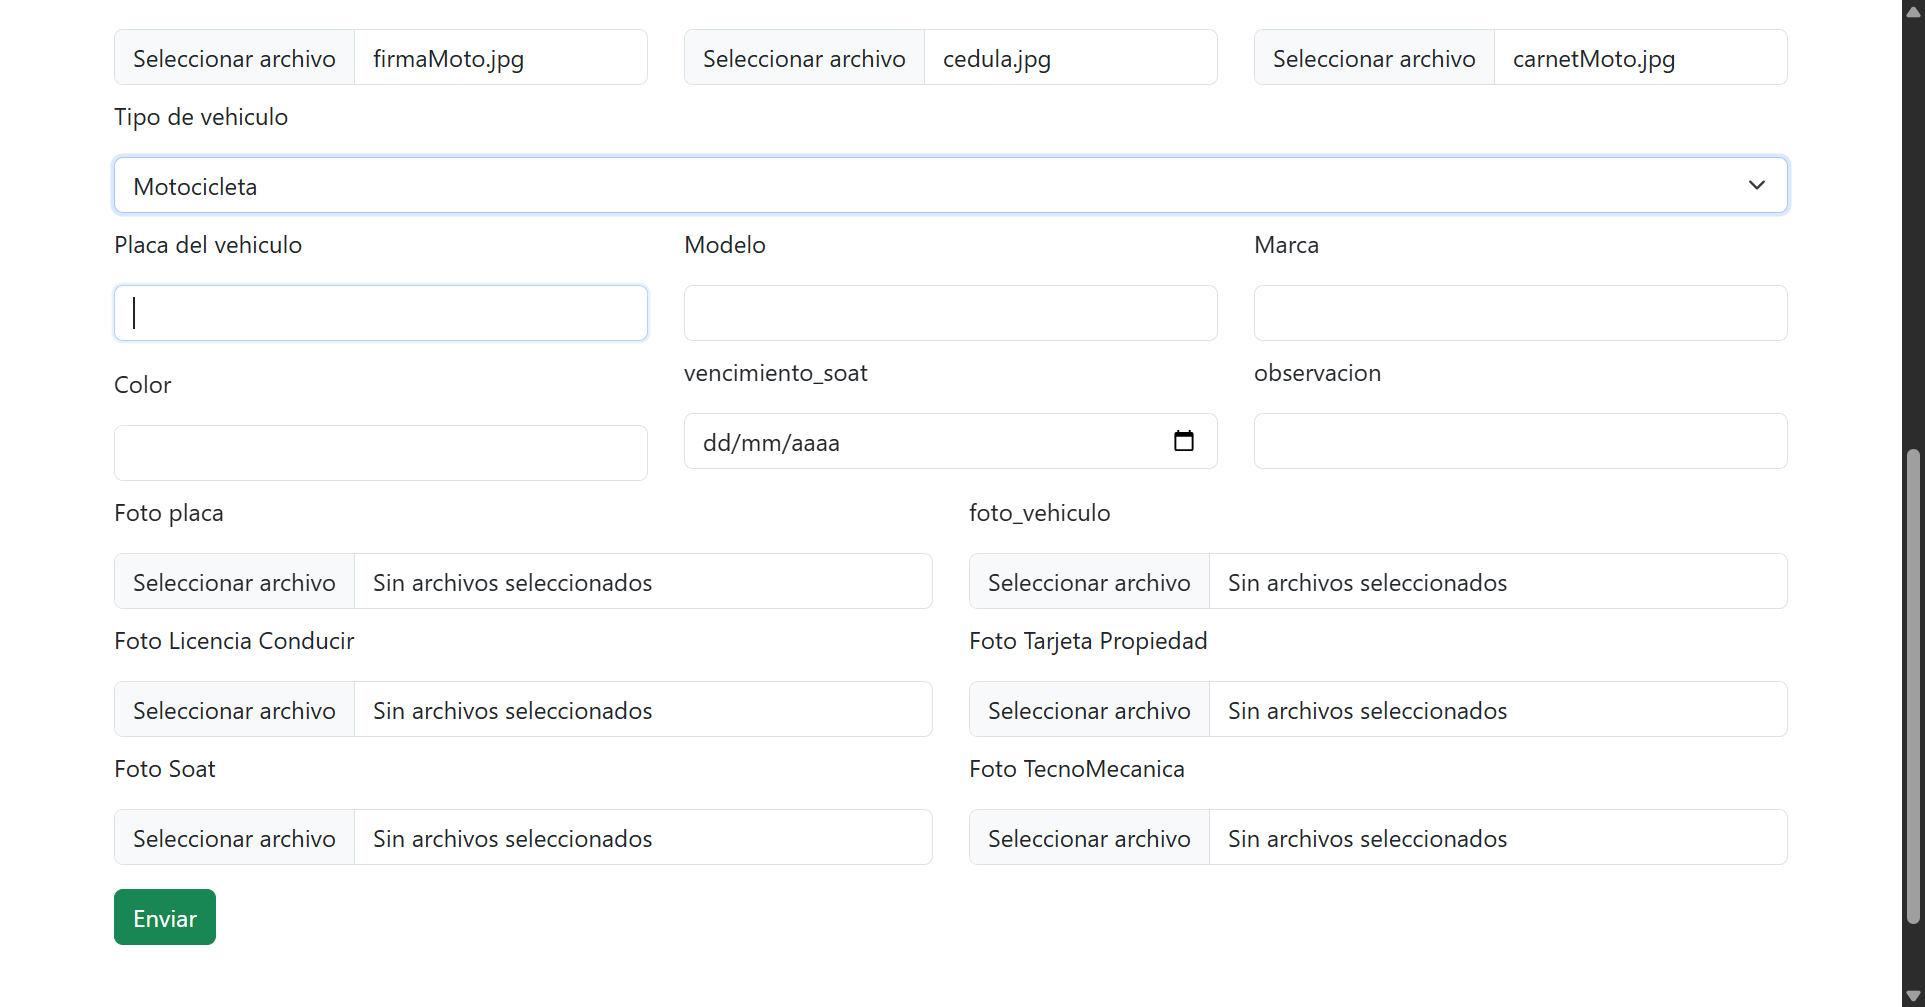 Seleccionar archivo firmaMoto.jpg Seleccionar archivo cedula.jpg Seleccionar archivo carnetMoto.jpg
Tipo de vehiculo
Motocicleta
Placa del vehiculo Modelo Marca
Color vencimiento_soat observacion
dd/mm/aaaa
Foto placa foto_vehiculo
Seleccionar archivo Sin archivos seleccionados Seleccionar archivo Sin archivos seleccionados
Foto Licencia Conducir Foto Tarjeta Propiedad
Seleccionar archivo Sin archivos seleccionados Seleccionar archivo Sin archivos seleccionados
Foto Soat Foto TecnoMecanica
Seleccionar archivo Sin archivos seleccionados Seleccionar archivo Sin archivos seleccionados
Enviar